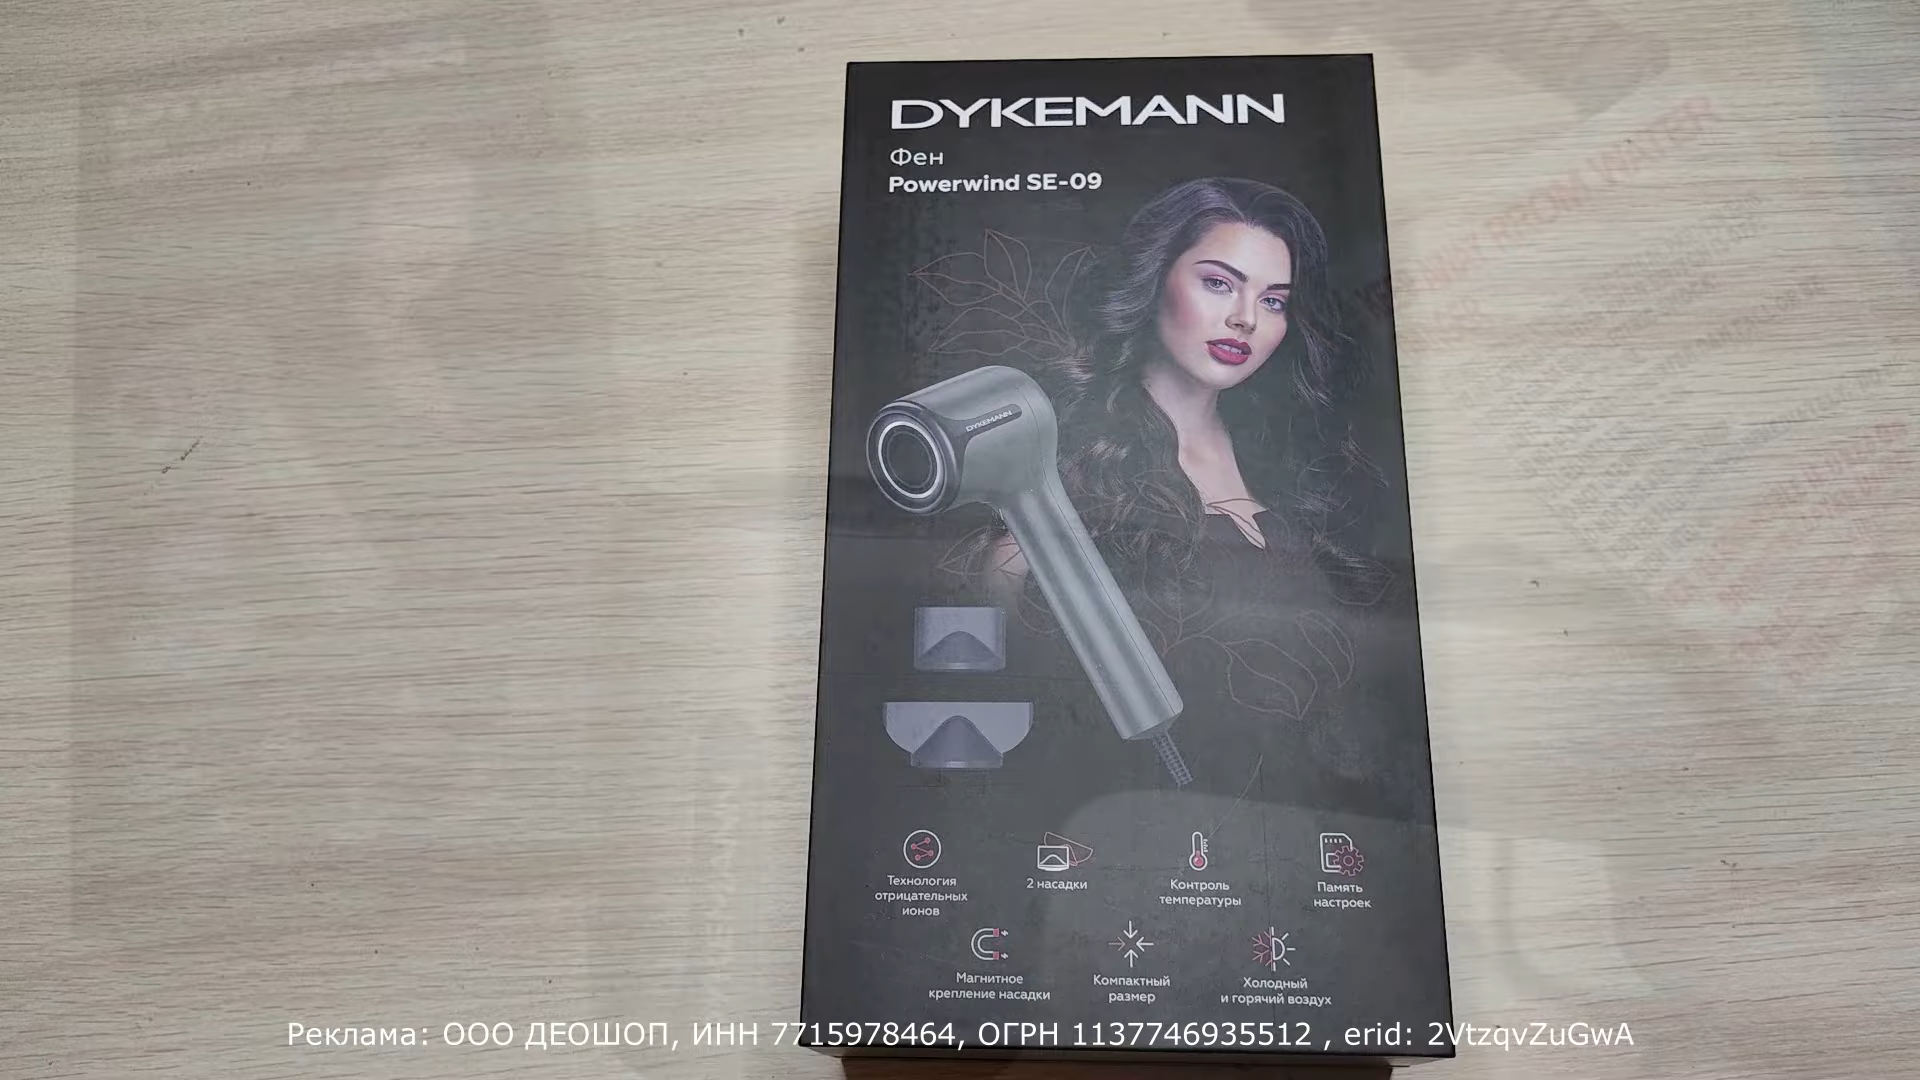 DYKEMANN
Фен
Powerwind SE-09
DYKEMANN
Технология
отрицательных
ионов
2 насадки
Контроль
температуры
Память
настроек
Магнитное
крепление насадки
Компактный
размер
Холодный
и горячий воздух
Реклама: ООО ДЕОШОП, ИНН 7715978464, ОГРН 1137746935512 , erid: 2VtzqvZuGwA